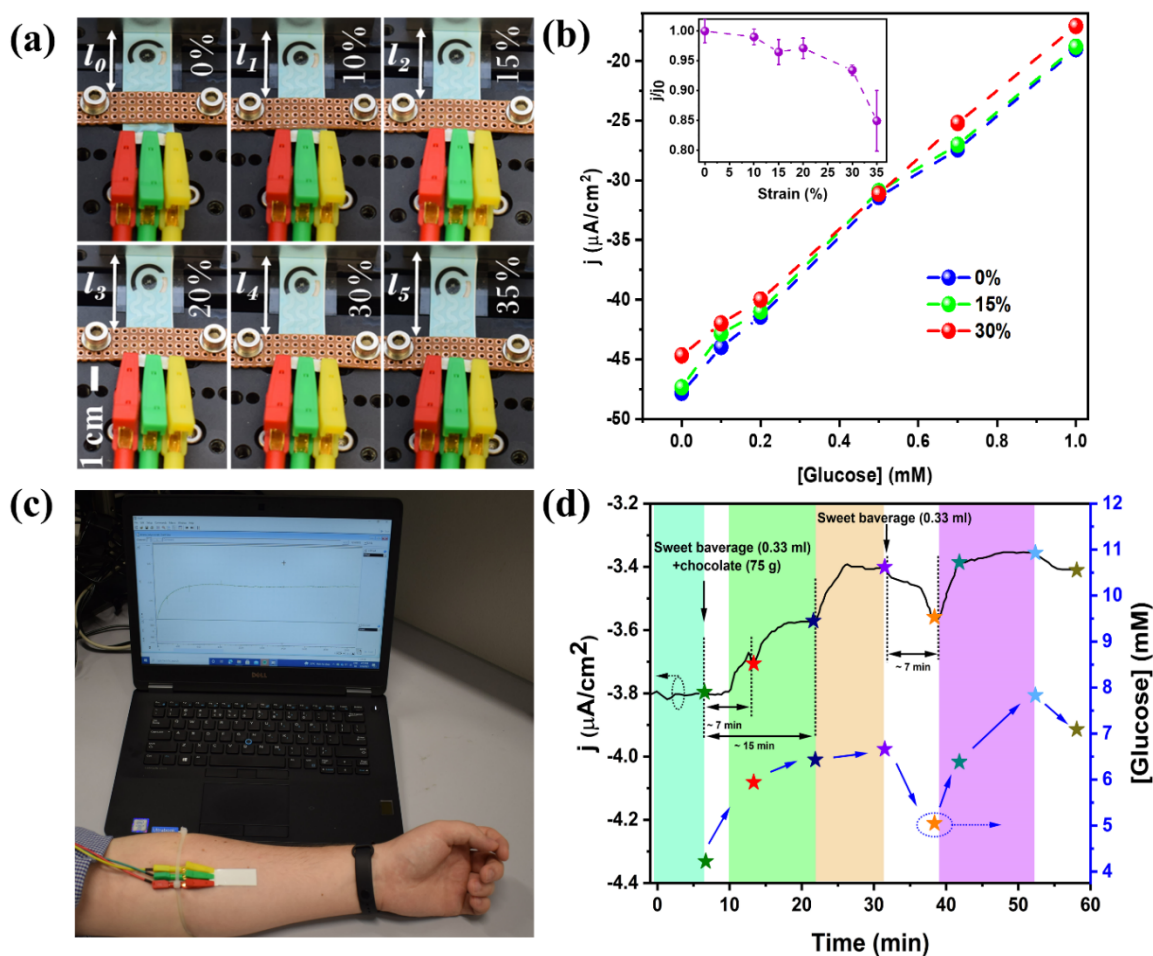 (a)
l0
0%
l1
10%
l2
15%
l3
20%
l4
30%
l5
35%
1 cm
(b)
j (μA/cm²)
-20
-25
-30
-35
-40
-45
-50
0.0
0.2
0.4
0.6
0.8
1.0
[Glucose] (mM)
j/j0
1.00
0.95
0.90
0.85
0.80
0
5
10
15
20
25
30
35
Strain (%)
0%
15%
30%
(c)
DELL
(d)
j (μA/cm²)
-3.2
-3.4
-3.6
-3.8
-4.0
-4.2
-4.4
Sweet baverage (0.33 ml)
+chocolate (75 g)
Sweet baverage (0.33 ml)
~ 7 min
~ 15 min
~ 7 min
12
11
10
9
8
7
6
5
4
[Glucose] (mM)
0
10
20
30
40
50
60
Time (min)